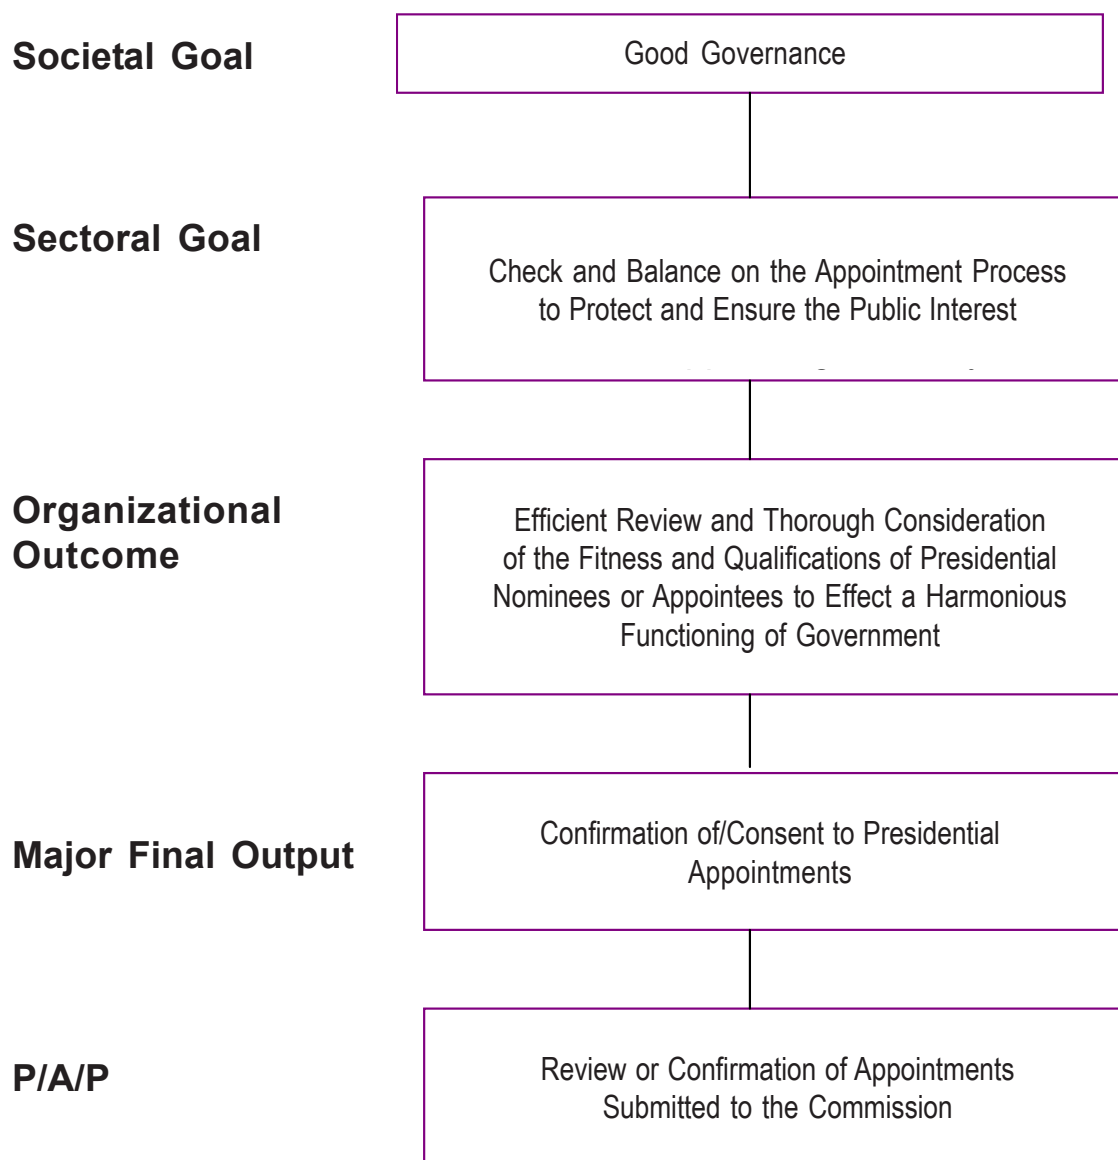 Societal Goal
Good Governance
Sectoral Goal
Check and Balance on the Appointment Process
to Protect and Ensure the Public Interest
Organizational
Outcome
Efficient Review and Thorough Consideration
of the Fitness and Qualifications of Presidential
Nominees or Appointees to Effect a Harmonious
Functioning of Government
Major Final Output
Confirmation of/Consent to Presidential
Appointments
P/A/P
Review or Confirmation of Appointments
Submitted to the Commission